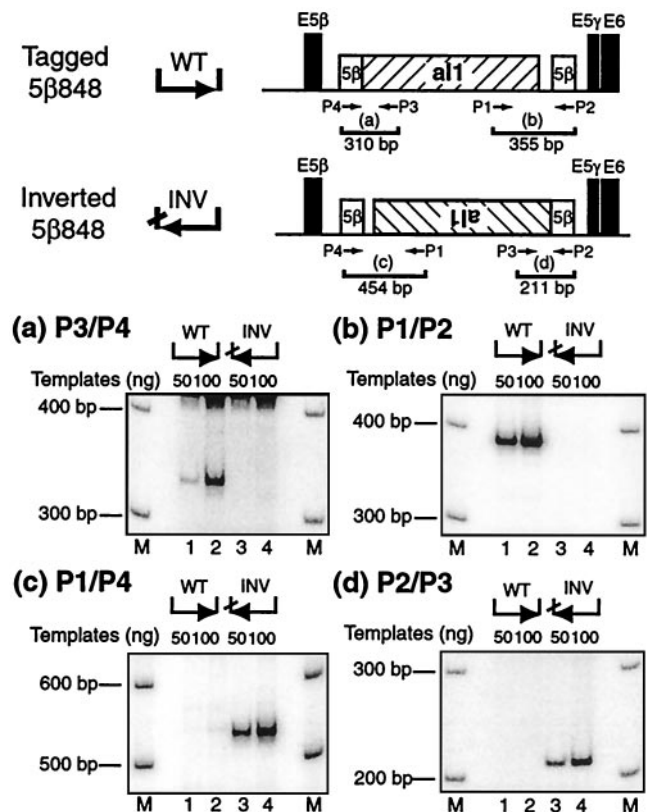 Tagged
5β848
WT
E5β
5β
al1
5β
E5γ E6
P4
P3
P1
P2
(a)
310 bp
(b)
355 bp
Inverted
5β848
INV
E5β
5β
al1
5β
E5γ E6
P4
P1
P3
P2
(c)
454 bp
(d)
211 bp
(a) P3/P4
WT INV
Templates (ng) 50 100 50 100
400 bp
300 bp
M 1 2 3 4 M
(b) P1/P2
WT INV
Templates (ng) 50 100 50 100
400 bp
300 bp
M 1 2 3 4 M
(c) P1/P4
WT INV
Templates (ng) 50 100 50 100
600 bp
500 bp
M 1 2 3 4 M
(d) P2/P3
WT INV
Templates (ng) 50 100 50 100
300 bp
200 bp
M 1 2 3 4 M